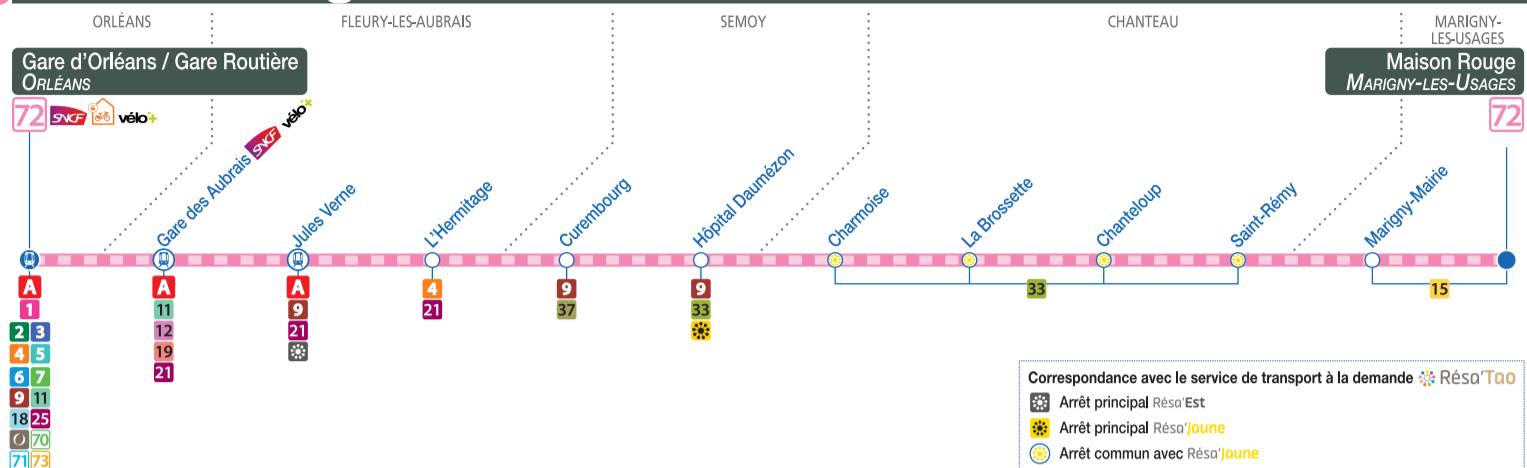 ORLÉANS
FLEURY-LES-AUBRAIS
SEMOY
CHANTEAU
MARIGNY-
LES-USAGES
Gare d'Orléans / Gare Routière
ORLÉANS
72 SNCF vélo+
Maison Rouge
MARIGNY-LES-USAGES
72
Gare des Aubrais SNCF vélo+
Jules Verne
L'Hermitage
Curembourg
Hôpital Daumézon
Charmoise
La Brossette
Chanteloup
Saint-Rémy
Marigny-Mairie
A
1
2 3
4 5
6 7
9 11
18 25
O 70
71 73
A
11
12
19
21
A
9
21
4
21
9
37
9
33
33
15
Correspondance avec le service de transport à la demande Résa'Tao
Arrêt principal Résa'Est
Arrêt principal Résa'Jaune
Arrêt commun avec Résa'Jaune